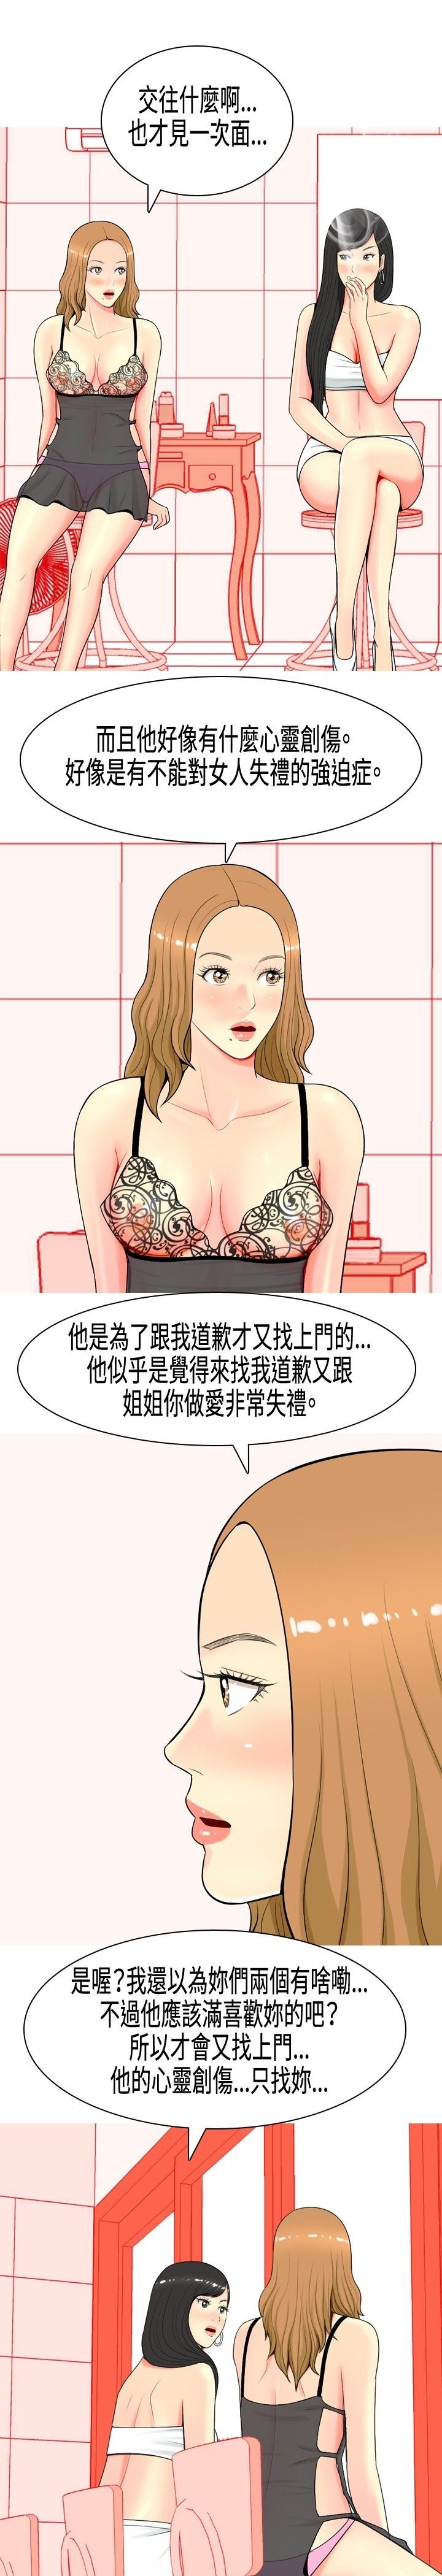 交往什麼啊...
也才見一次面...
而且他好像有什麼心靈創傷。
好像是有不能對女人失禮的強迫症。
他是為了跟我道歉才又找上門的...
他似乎是覺得來找我道歉又跟
姐姐你做愛非常失禮。
是喔?我還以為妳們兩個有啥嘞...
不過他應該滿喜歡妳的吧?
所以才會又找上門...
他的心靈創傷...只找妳...